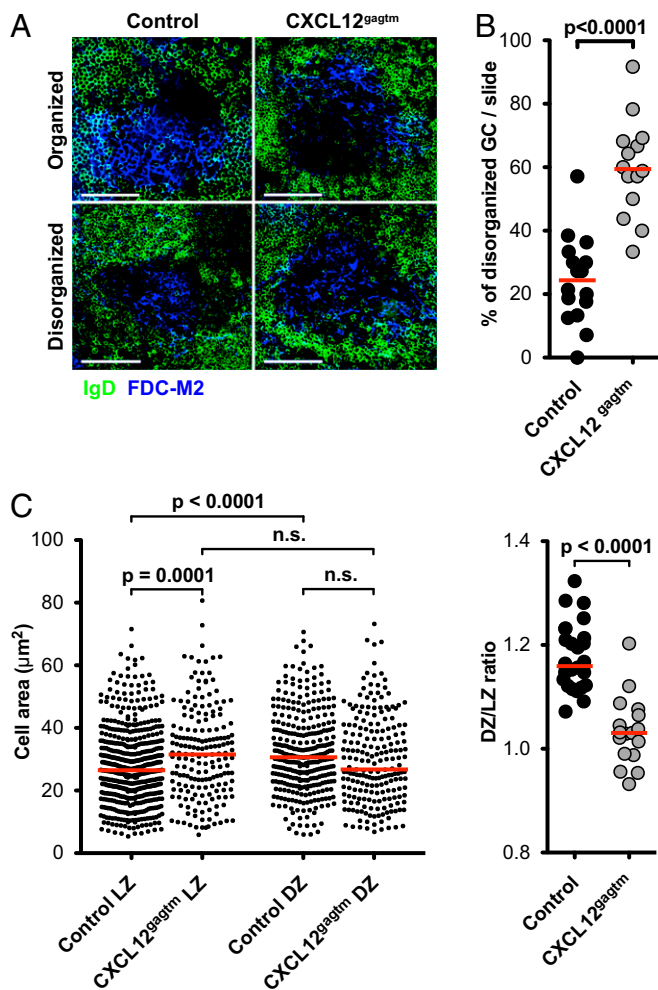 A
Control
CXCL12gagtm
Organized
Disorganized
IgD FDC-M2
B
p<0.0001
% of disorganized GC / slide
100
80
60
40
20
0
Control
CXCL12 gagtm
C
p < 0.0001
n.s.
p = 0.0001
n.s.
Cell area (μm2)
100
80
60
40
20
0
Control LZ
CXCL12gagtm LZ
Control DZ
CXCL12gagtm DZ
p < 0.0001
DZ/LZ ratio
1.4
1.2
1.0
0.8
Control
CXCL12gagtm